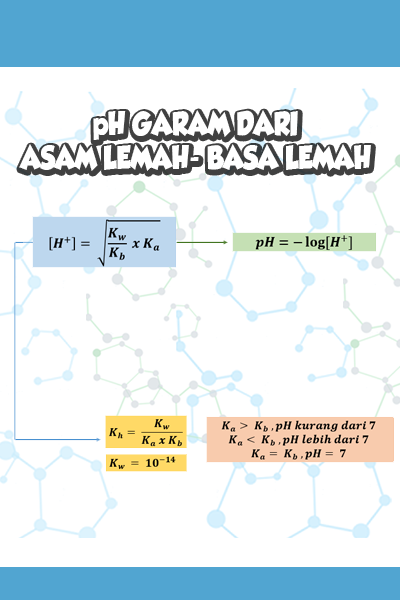 pH GARAM DARI
ASAM LEMAH- BASA LEMAH
[H⁺] = √(K_w / K_b x K_a)
pH = − log[H⁺]
K_h = K_w / (K_a x K_b)
K_w = 10⁻¹⁴
K_a > K_b , pH kurang dari 7
K_a < K_b , pH lebih dari 7
K_a = K_b , pH = 7